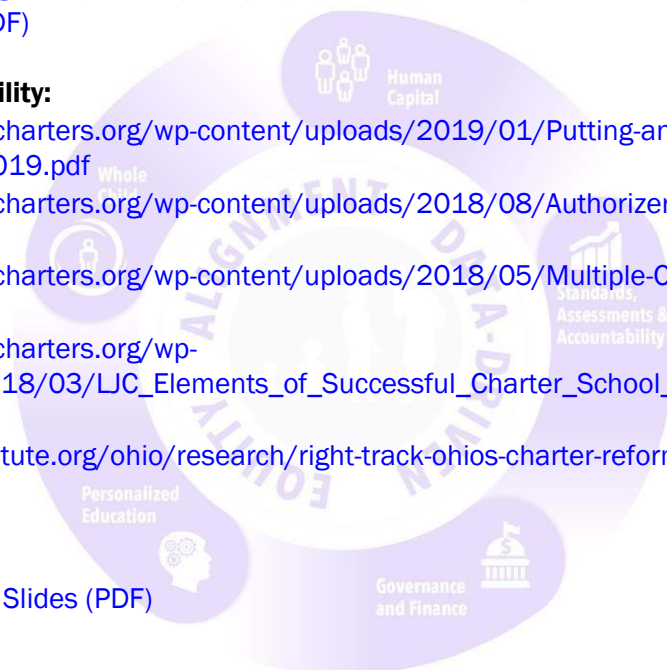 DF)
ility:
charters.org/wp-content/uploads/2019/01/Putting-an
019.pdf
Whole
Child
Human
Capital
charters.org/wp-content/uploads/2018/08/Authorizer
charters.org/wp-content/uploads/2018/05/Multiple-C
Standards,
Assessments &
Accountability
charters.org/wp-
18/03/LJC_Elements_of_Successful_Charter_School_
tute.org/ohio/research/right-track-ohios-charter-reform
ALIGNMENT
DATA-DRIVEN
EQUITY
Personalized
Education
Slides (PDF)
Governance
and Finance
$